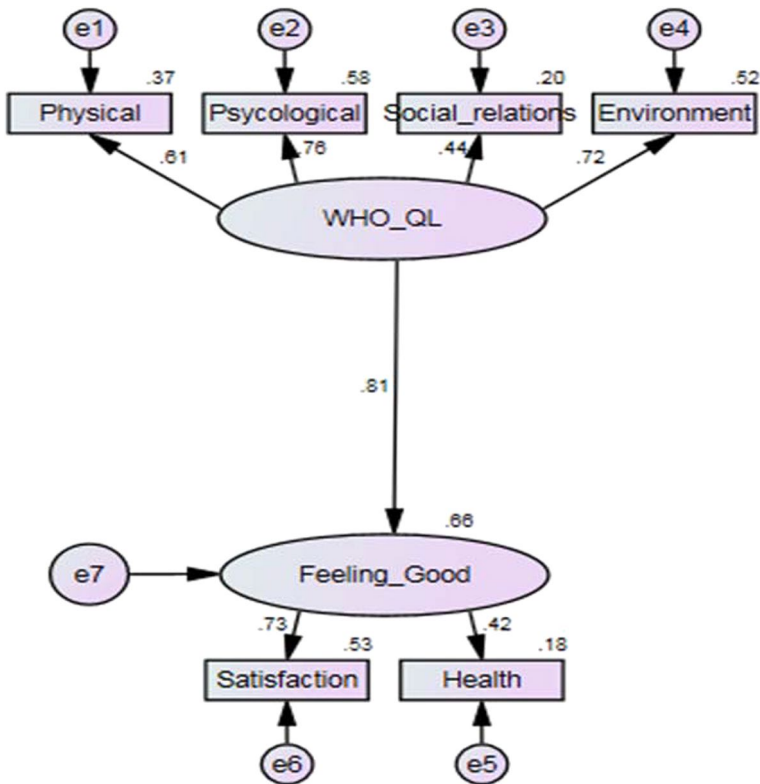 e1 e2 e3 e4
.37 .58 .20 .52
Physical Psycological Social_relations Environment
.61 .76 .44 .72
WHO_QL
.81
.66
e7 Feeling_Good
.73 .42
.53 .18
Satisfaction Health
e6 e5